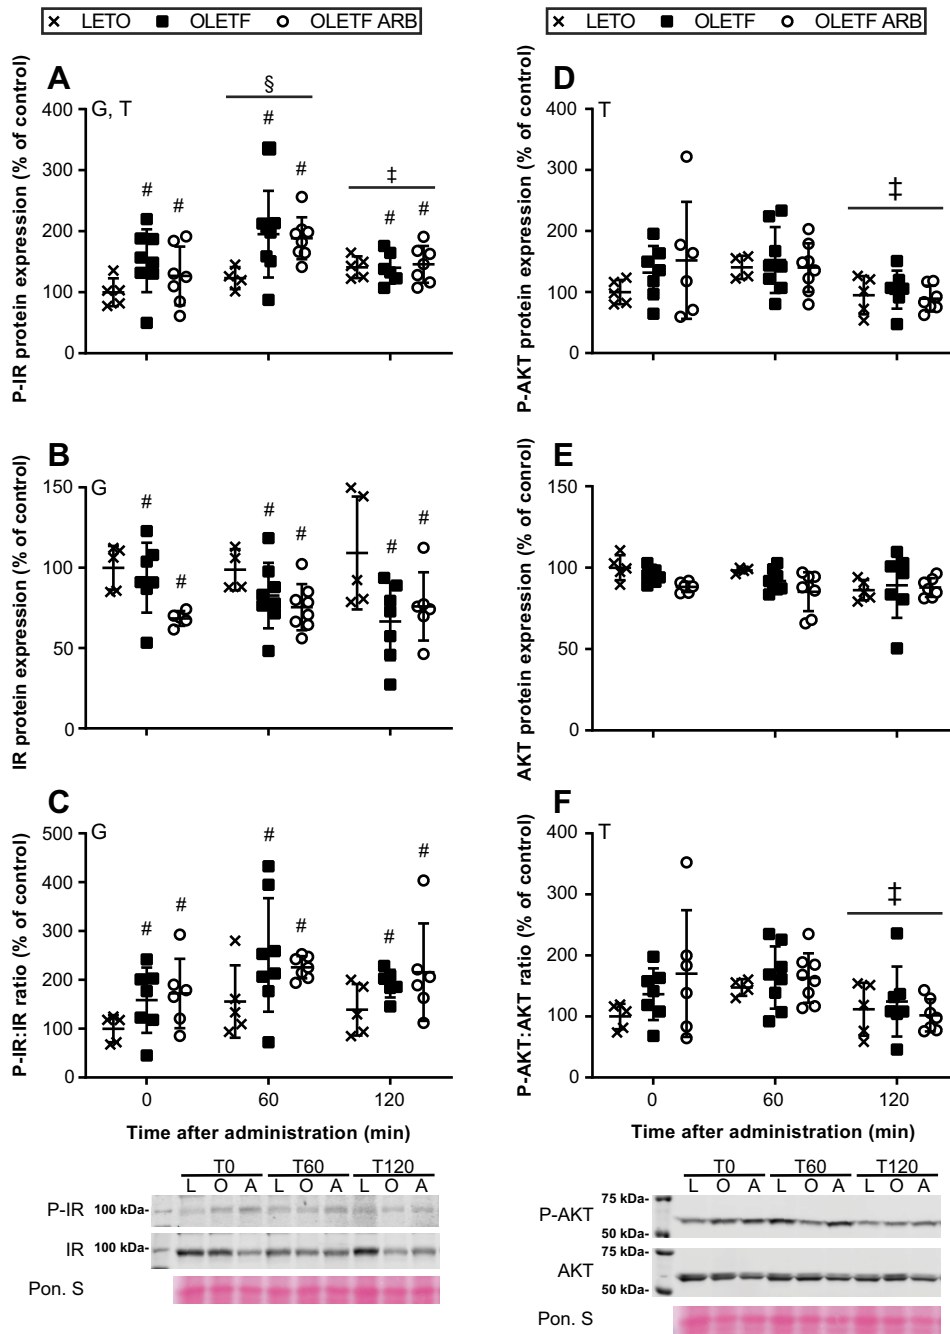 LETO OLETF OLETF ARB
LETO OLETF OLETF ARB
A
G, T
P-IR protein expression (% of control)
400
300
200
100
0
§
#
#
#
#
‡
#
#
B
G
IR protein expression (% of control)
150
100
50
0
#
#
#
#
#
#
C
G
P-IR:IR ratio (% of control)
500
400
300
200
100
0
#
#
#
#
#
#
0 60 120
Time after administration (min)
T0 T60 T120
L O A L O A L O A
P-IR 100 kDa-
IR 100 kDa-
Pon. S
D
T
P-AKT protein expression (% of control)
400
300
200
100
0
‡
E
AKT protein expression (% of conrol)
150
100
50
0
F
T
P-AKT:AKT ratio (% of control)
400
300
200
100
0
‡
0 60 120
Time after administration (min)
T0 T60 T120
L O A L O A L O A
75 kDa-
P-AKT
50 kDa-
75 kDa-
AKT
50 kDa-
Pon. S